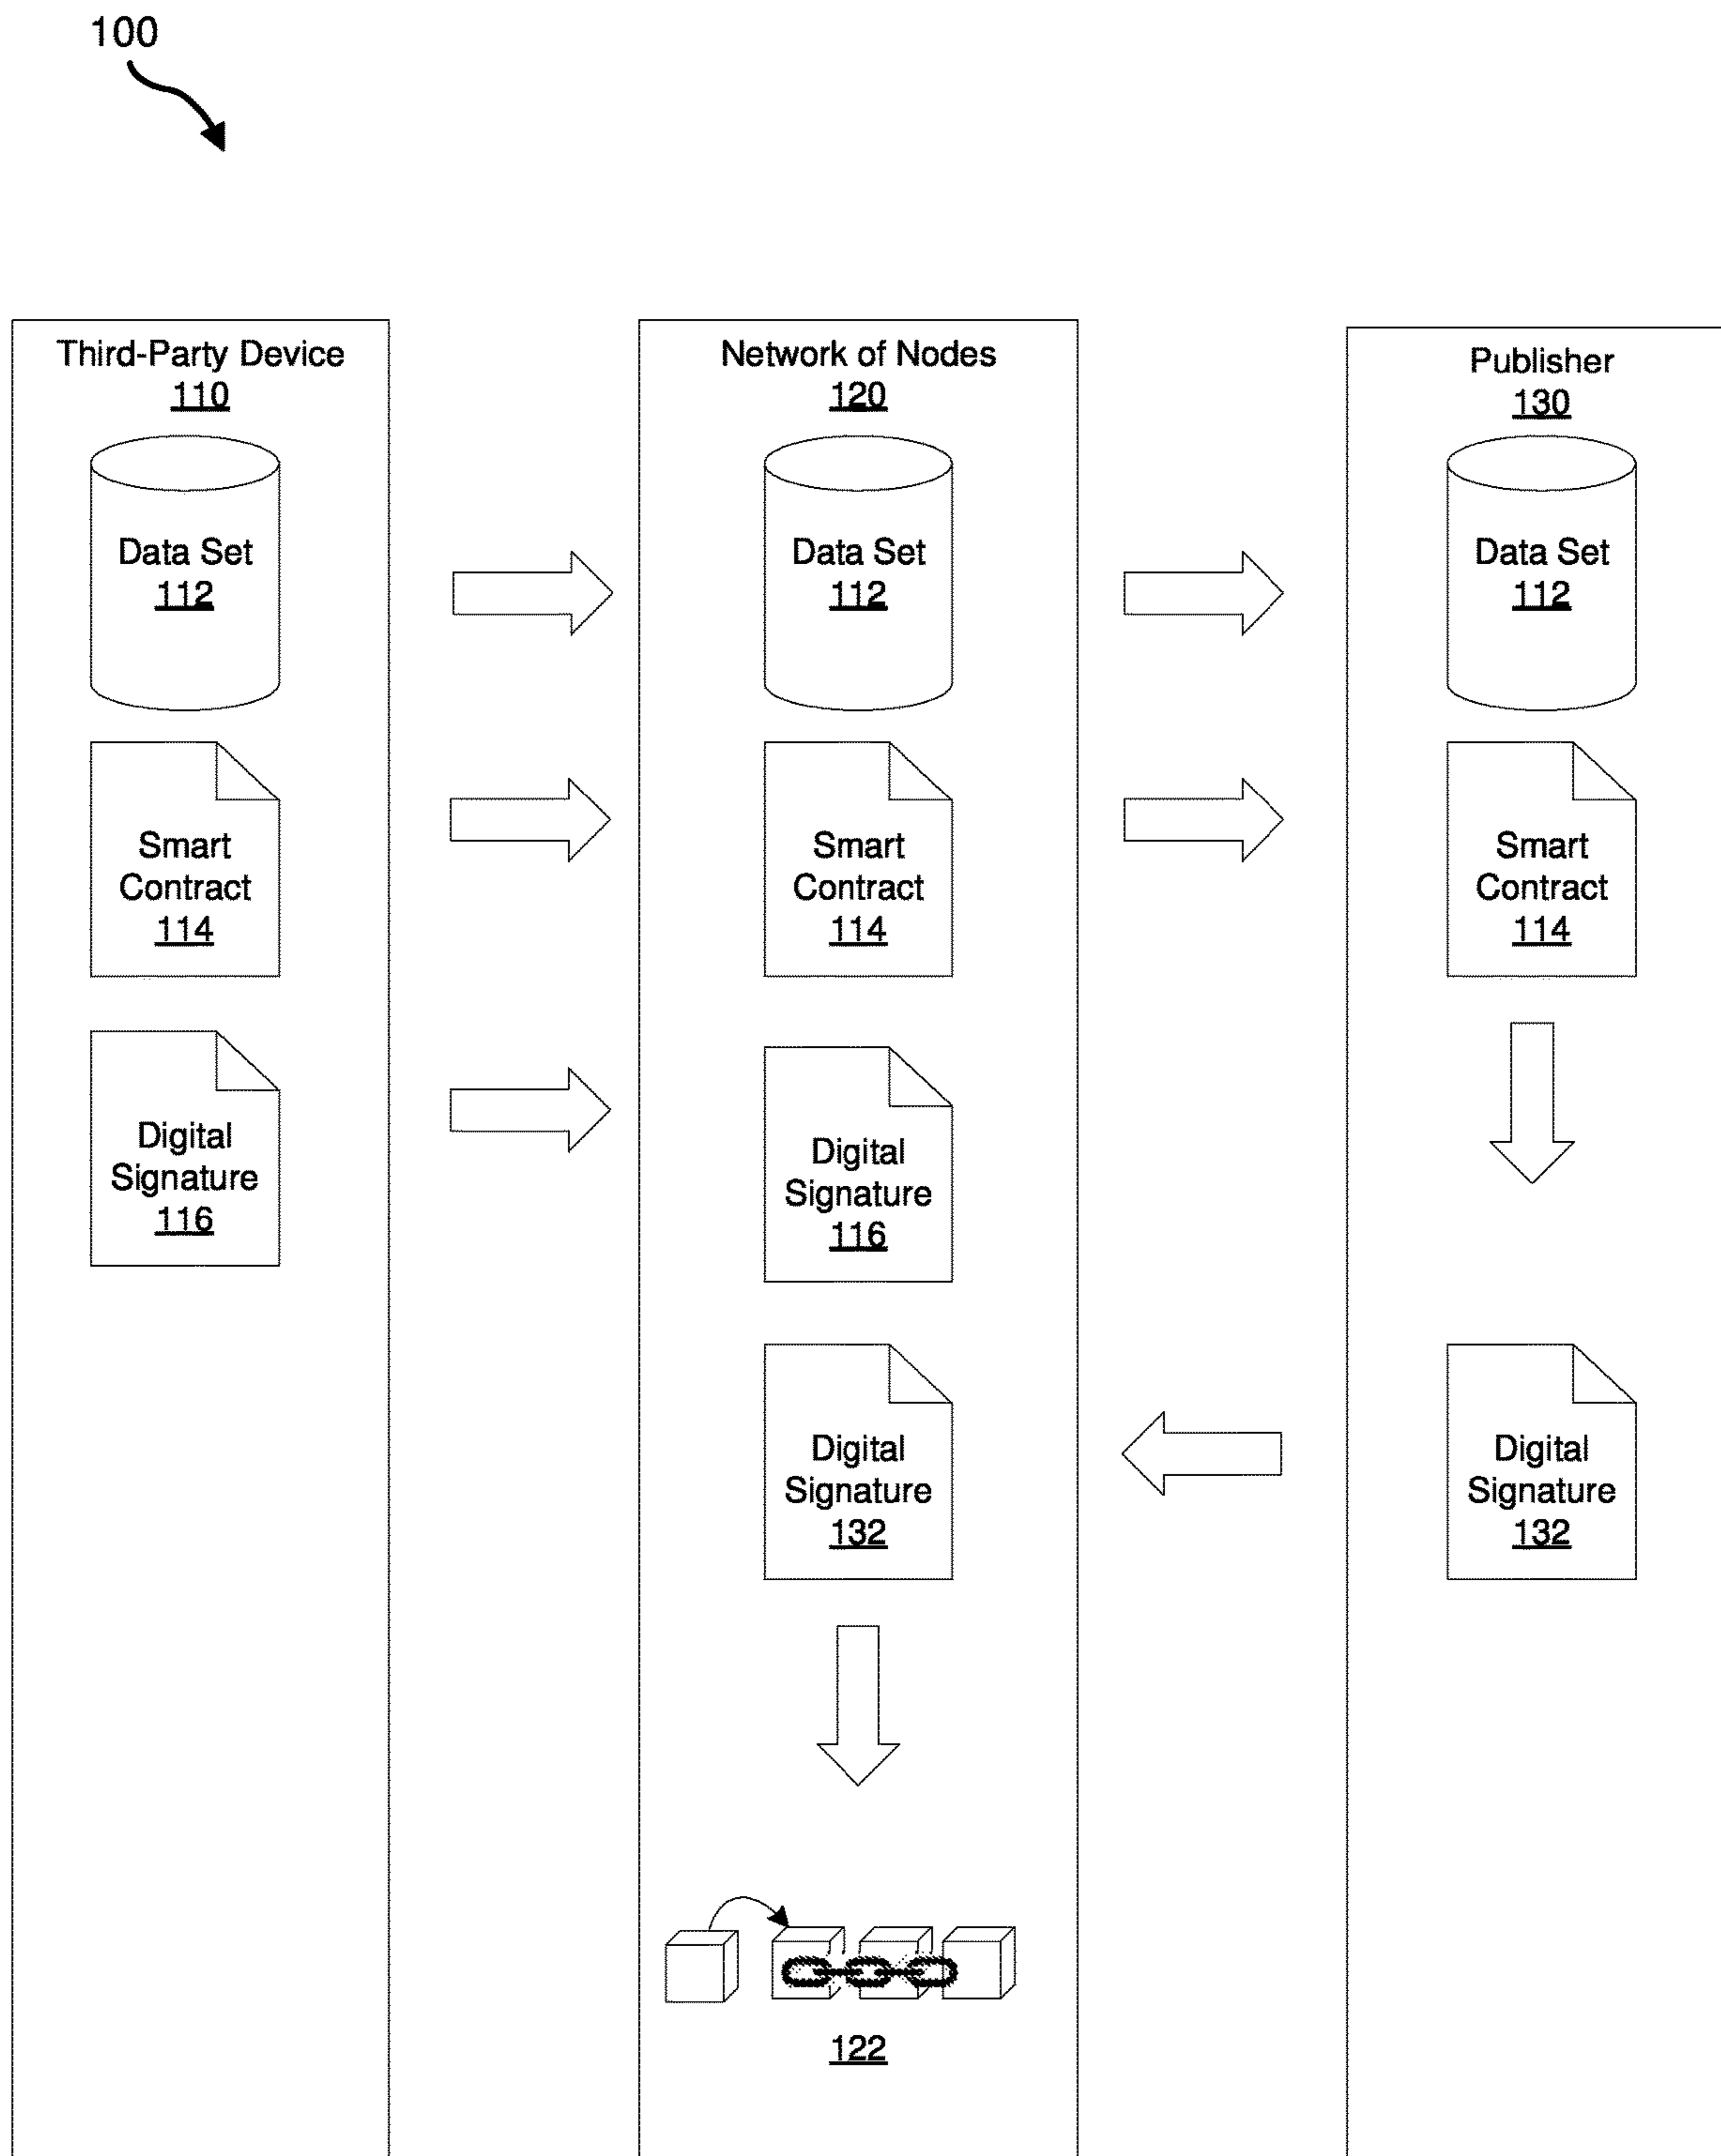 100
Third-Party Device
110
Data Set
112
Smart
Contract
114
Digital
Signature
116
Network of Nodes
120
Data Set
112
Smart
Contract
114
Digital
Signature
116
Digital
Signature
132
122
Publisher
130
Data Set
112
Smart
Contract
114
Digital
Signature
132